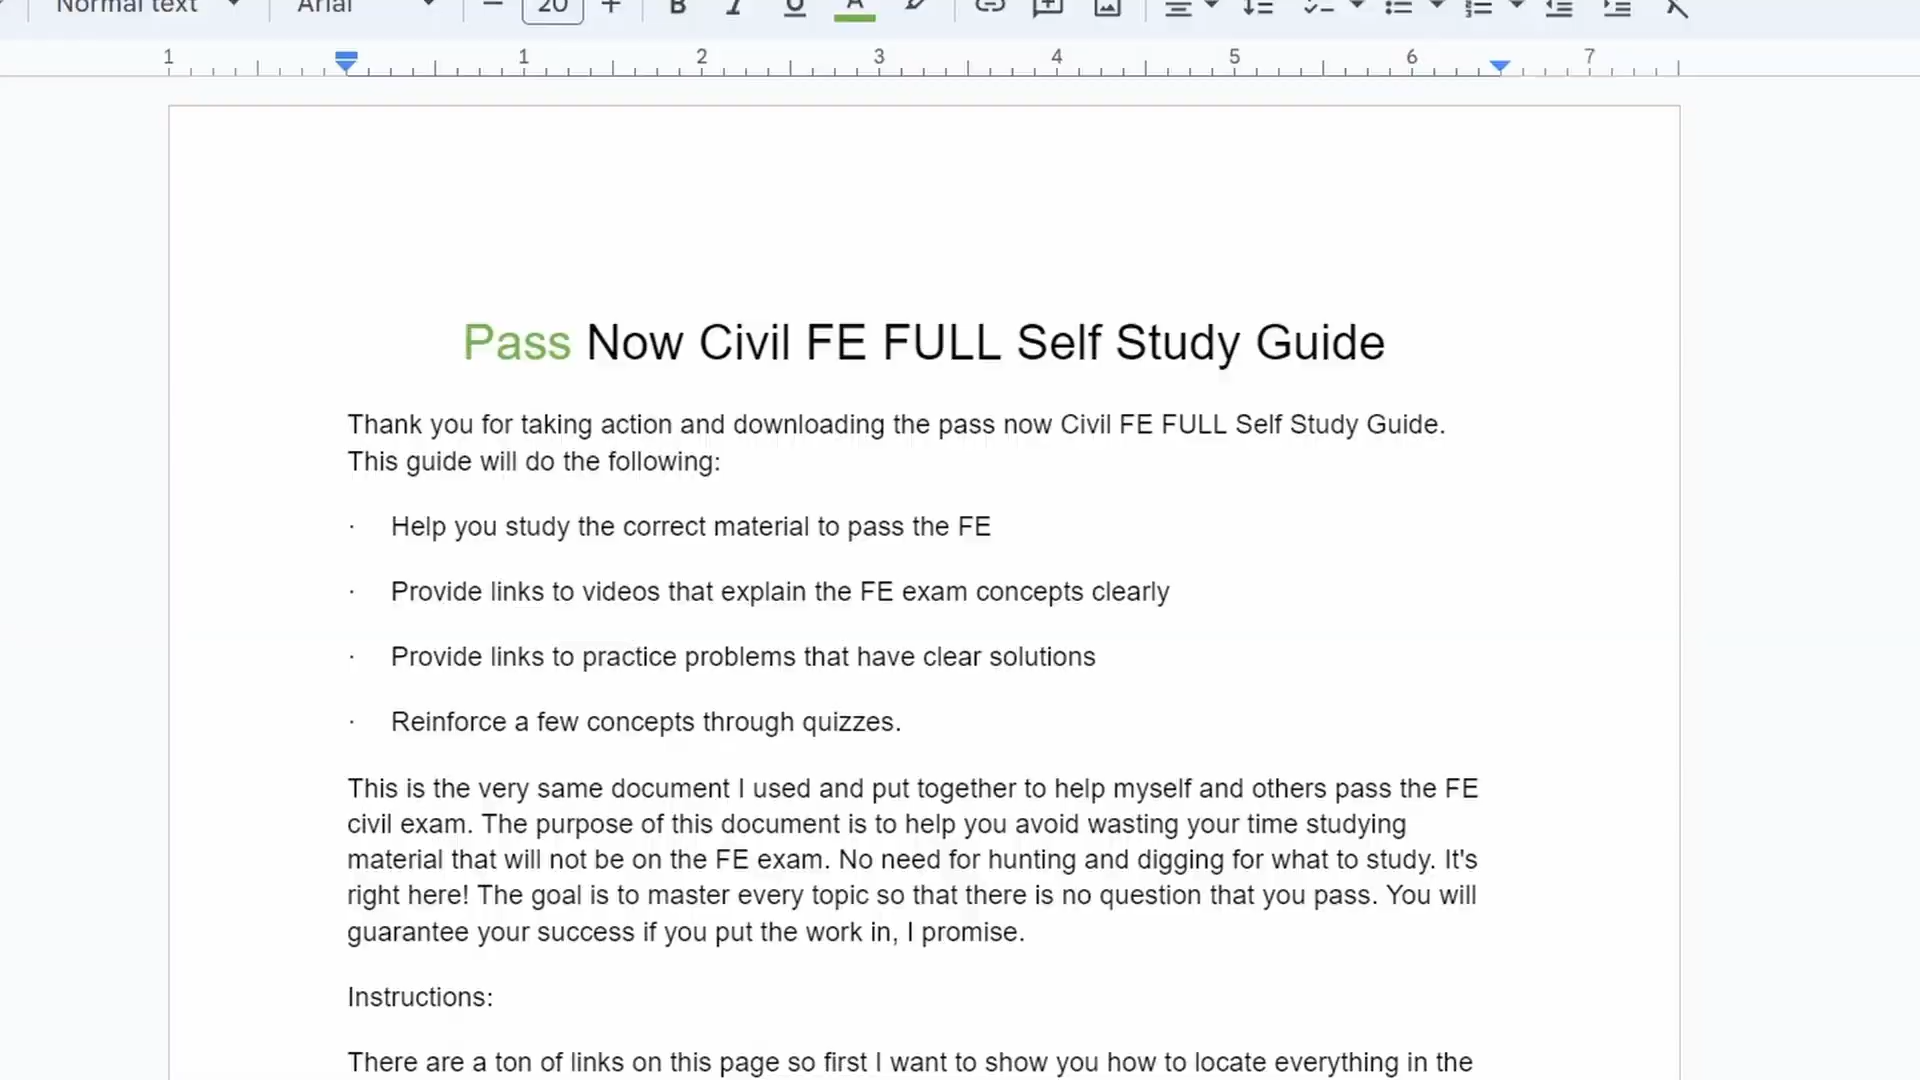 Normal text Arial 20 B I U A
1 1 2 3 4 5 6 7
Pass Now Civil FE FULL Self Study Guide
Thank you for taking action and downloading the pass now Civil FE FULL Self Study Guide.
This guide will do the following:
· Help you study the correct material to pass the FE
· Provide links to videos that explain the FE exam concepts clearly
· Provide links to practice problems that have clear solutions
· Reinforce a few concepts through quizzes.
This is the very same document I used and put together to help myself and others pass the FE
civil exam. The purpose of this document is to help you avoid wasting your time studying
material that will not be on the FE exam. No need for hunting and digging for what to study. It's
right here! The goal is to master every topic so that there is no question that you pass. You will
guarantee your success if you put the work in, I promise.
Instructions:
There are a ton of links on this page so first I want to show you how to locate everything in the